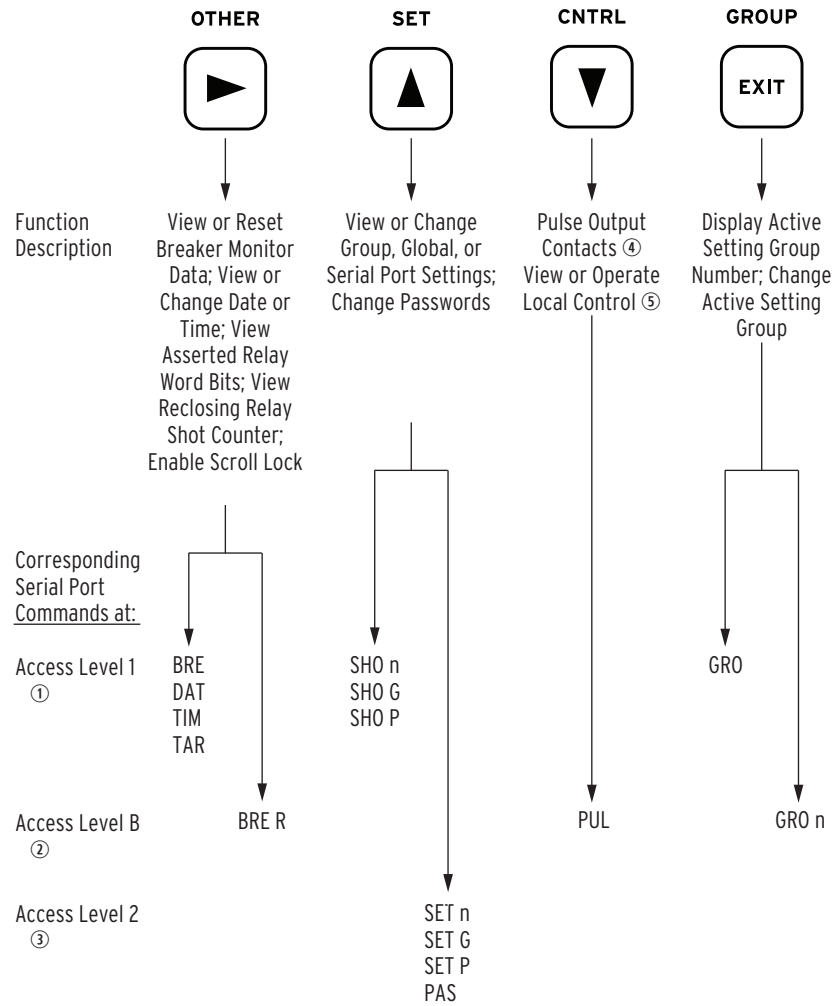 OTHER SET CNTRL GROUP
EXIT
Function
Description
View or Reset
Breaker Monitor
Data; View or
Change Date or
Time; View
Asserted Relay
Word Bits; View
Reclosing Relay
Shot Counter;
Enable Scroll Lock
View or Change
Group, Global, or
Serial Port Settings;
Change Passwords
Pulse Output
Contacts ④
View or Operate
Local Control ⑤
Display Active
Setting Group
Number; Change
Active Setting
Group
Corresponding
Serial Port
Commands at:
Access Level 1
①
BRE
DAT
TIM
TAR
SHO n
SHO G
SHO P
GRO
Access Level B
②
BRE R
PUL
GRO n
Access Level 2
③
SET n
SET G
SET P
PAS